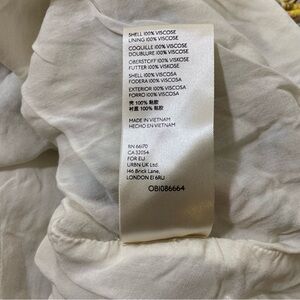 SHELL 100% VISCOSE
LINING 100% VISCOSE
COQUILLE 100% VISCOSE
DOUBLURE 100% VISCOSE
OBERSTOFF 100% VISKOSE
FUTTER 100% VISKOSE
SHELL 100% VISCOSA
FODERA 100% VISCOSA
EXTERIOR 100% VISCOSA
FORRO 100% VISCOSA
壳 100% 粘胶
衬里 100% 粘胶
MADE IN VIETNAM
HECHO EN VIETNAM
RN 66170
CA 32054
FOR EU
URBN UK Ltd.
146 Brick Lane,
LONDON E1 6RU
OBI086664